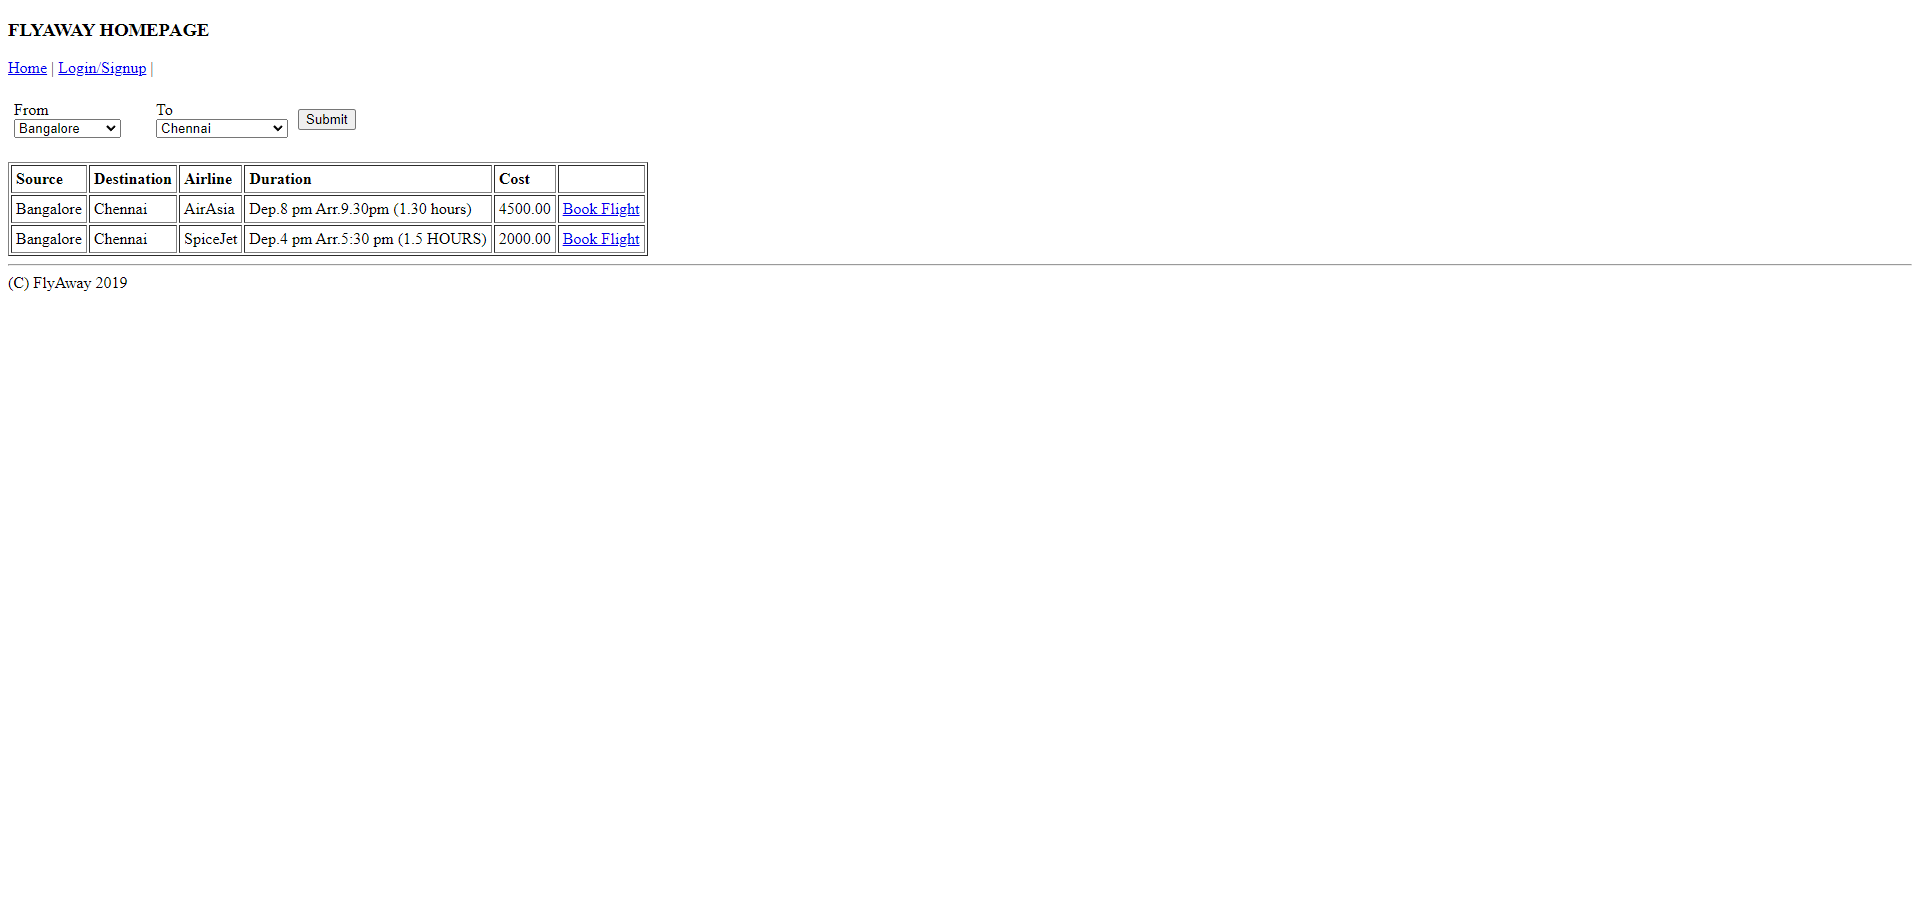 FLYAWAY HOMEPAGE
Home | Login/Signup |
From To
Bangalore Chennai Submit
Source Destination Airline Duration Cost
Bangalore Chennai AirAsia Dep.8 pm Arr.9.30pm (1.30 hours) 4500.00 Book Flight
Bangalore Chennai SpiceJet Dep.4 pm Arr.5:30 pm (1.5 HOURS) 2000.00 Book Flight
(C) FlyAway 2019